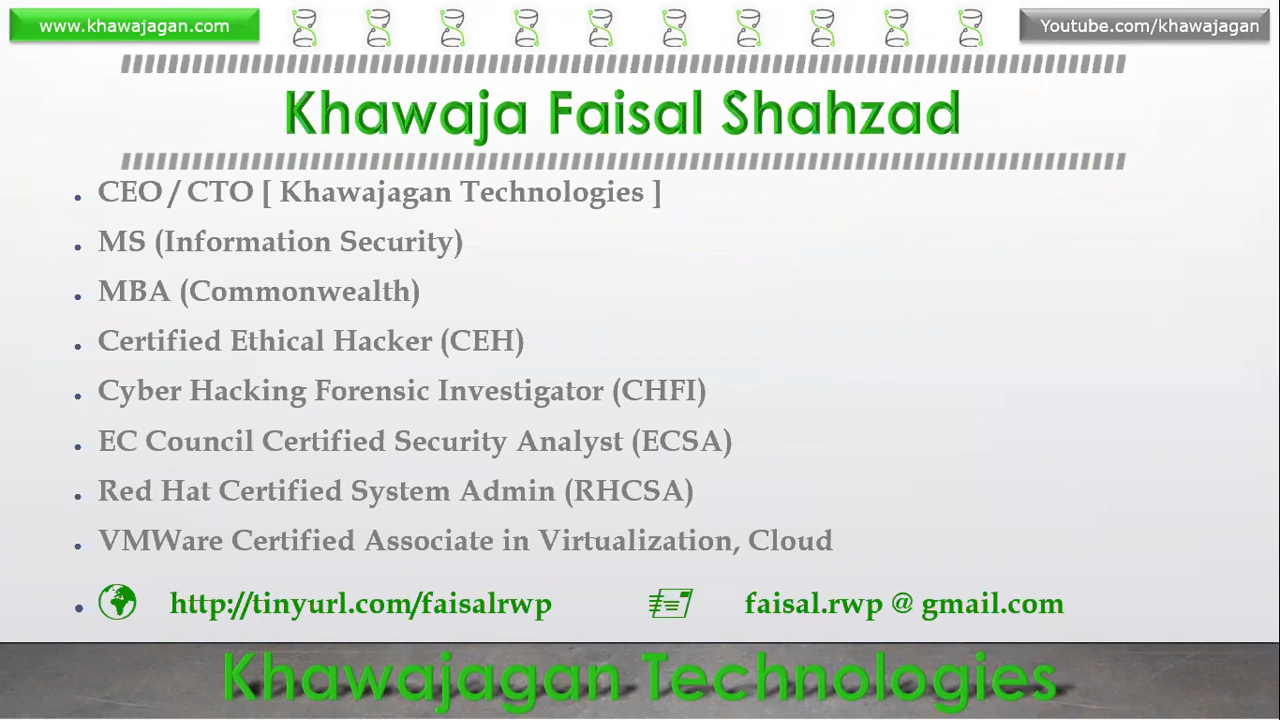 www.khawajagan.com
Youtube.com/khawajagan
Khawaja Faisal Shahzad
CEO / CTO [ Khawajagan Technologies ]
MS (Information Security)
MBA (Commonwealth)
Certified Ethical Hacker (CEH)
Cyber Hacking Forensic Investigator (CHFI)
EC Council Certified Security Analyst (ECSA)
Red Hat Certified System Admin (RHCSA)
VMWare Certified Associate in Virtualization, Cloud
http://tinyurl.com/faisalrwp faisal.rwp @ gmail.com
Khawajagan Technologies